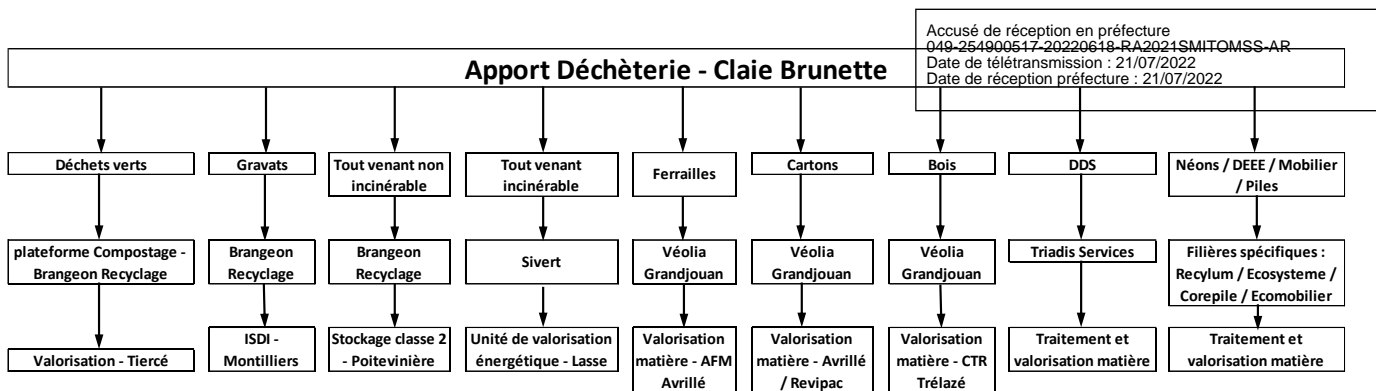 Accusé de réception en préfecture
049-254900517-20220618-RA2021SMITOMSS-AR
Date de télétransmission : 21/07/2022
Date de réception préfecture : 21/07/2022
Apport Déchèterie - Claie Brunette
Déchets verts
Gravats
Tout venant non
incinérable
Tout venant
incinérable
Ferrailles
Cartons
Bois
DDS
Néons / DEEE / Mobilier
/ Piles
plateforme Compostage -
Brangeon Recyclage
Brangeon
Recyclage
Brangeon
Recyclage
Sivert
Véolia
Grandjouan
Véolia
Grandjouan
Véolia
Grandjouan
Triadis Services
Filières spécifiques :
Recylum / Ecosysteme /
Corepile / Ecomobilier
Valorisation - Tiercé
ISDI -
Montilliers
Stockage classe 2
- Poitevinière
Unité de valorisation
énergétique - Lasse
Valorisation
matière - AFM
Avrillé
Valorisation
matière - Avrillé
/ Revipac
Valorisation
matière - CTR
Trélazé
Traitement et
valorisation matière
Traitement et
valorisation matière